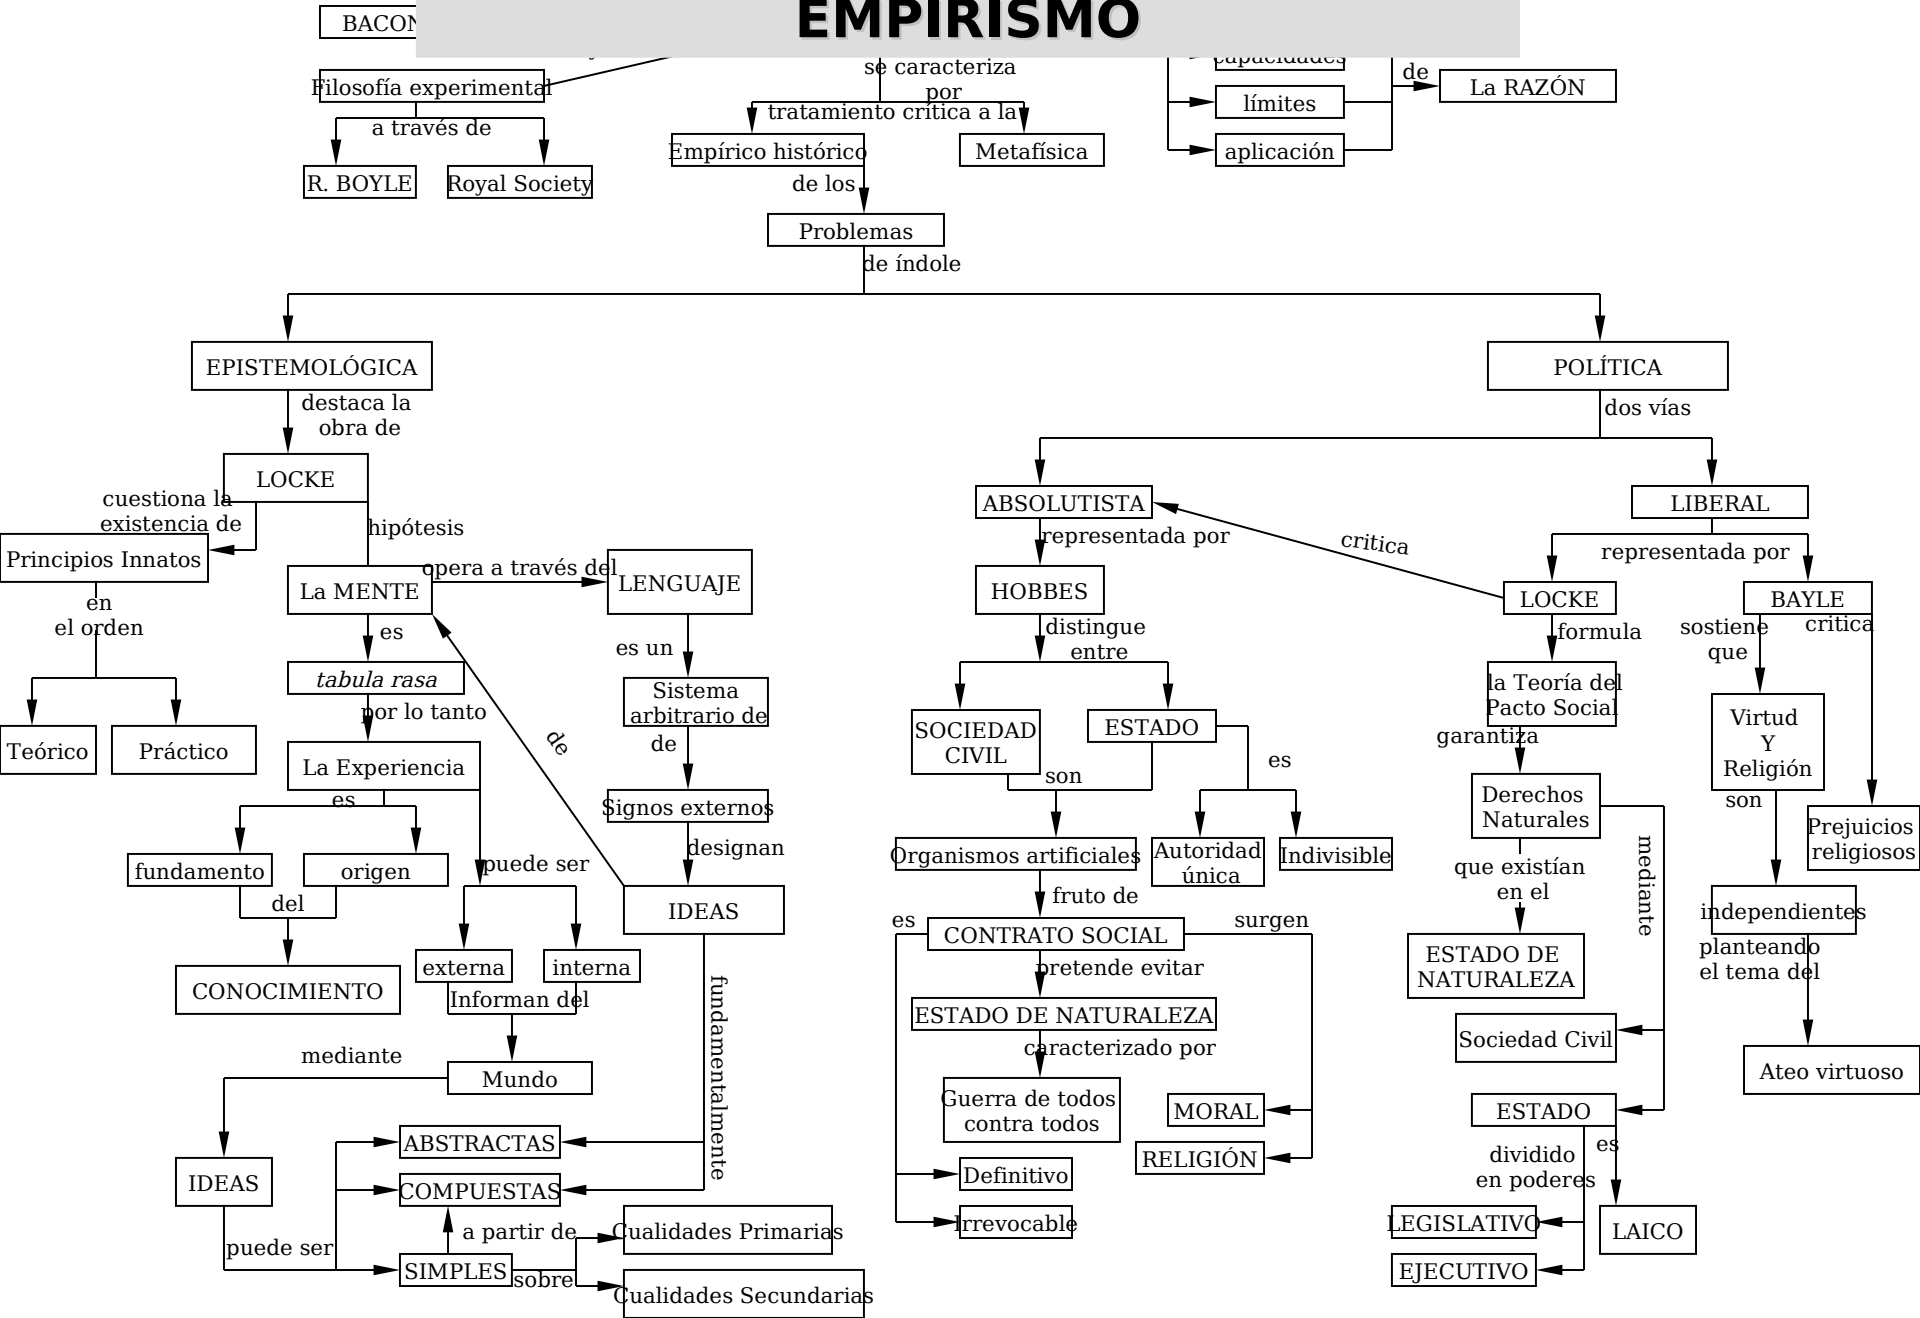 EMPIRISMO
BACON
capacidades
Filosofía experimental
se caracteriza
por
de
La RAZÓN
límites
a través de
tratamiento crítica a la
Empírico histórico
Metafísica
aplicación
R. BOYLE
Royal Society
de los
Problemas
de índole
EPISTEMOLÓGICA
POLÍTICA
destaca la
obra de
dos vías
LOCKE
cuestiona la
existencia de
hipótesis
Principios Innatos
La MENTE
opera a través del
LENGUAJE
en
el orden
es
es un
tabula rasa
Sistema
arbitrario de
por lo tanto
de
de
Teórico
Práctico
La Experiencia
es
Signos externos
designan
puede ser
fundamento
origen
del
IDEAS
CONOCIMIENTO
externa
interna
Informan del
fundamentalmente
mediante
Mundo
ABSTRACTAS
IDEAS
COMPUESTAS
puede ser
a partir de
Cualidades Primarias
SIMPLES
sobre
Cualidades Secundarias
ABSOLUTISTA
LIBERAL
representada por
critica
representada por
HOBBES
LOCKE
BAYLE
distingue
entre
formula
sostiene
que
critica
SOCIEDAD
CIVIL
ESTADO
la Teoría del
Pacto Social
Virtud
Y
Religión
son
es
garantiza
Derechos
Naturales
son
Prejuicios
religiosos
Organismos artificiales
Autoridad
única
Indivisible
mediante
que existían
en el
fruto de
es
surgen
independientes
CONTRATO SOCIAL
pretende evitar
ESTADO DE
NATURALEZA
planteando
el tema del
ESTADO DE NATURALEZA
caracterizado por
Sociedad Civil
Ateo virtuoso
Guerra de todos
contra todos
MORAL
ESTADO
RELIGIÓN
dividido
en poderes
es
Definitivo
Irrevocable
LEGISLATIVO
LAICO
EJECUTIVO